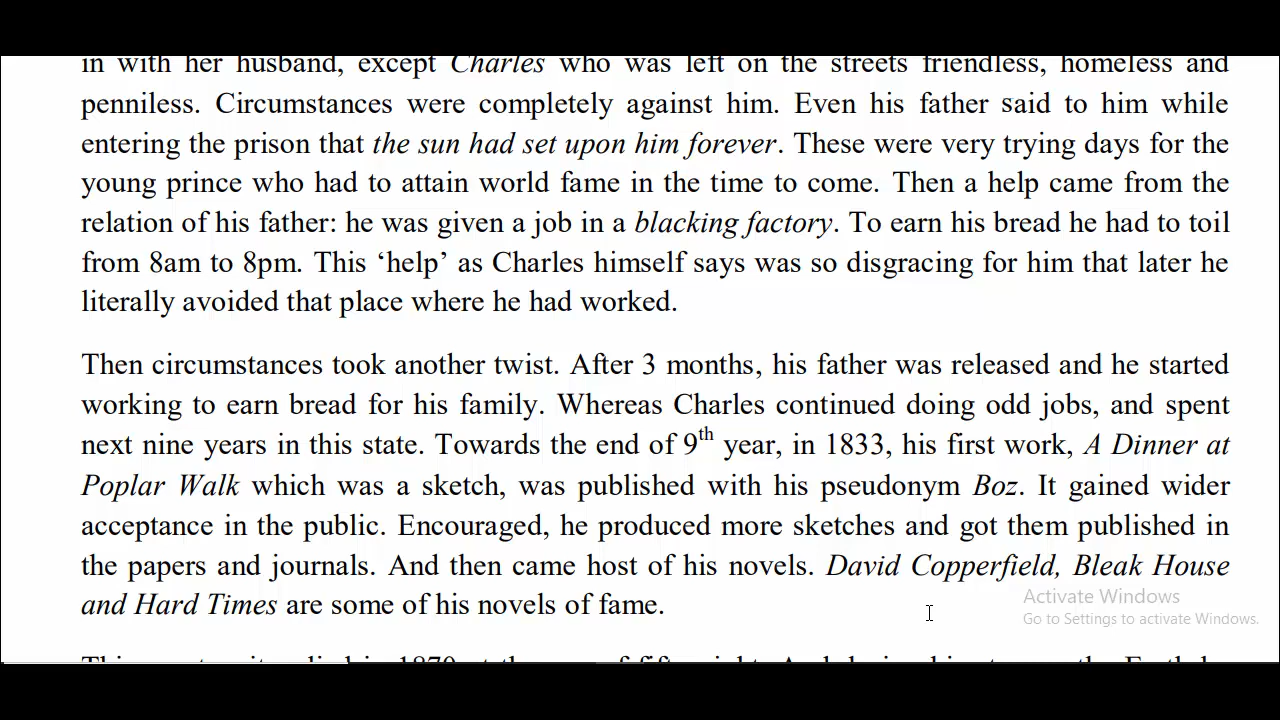 in with her husband, except Charles who was left on the streets friendless, homeless and
penniless. Circumstances were completely against him. Even his father said to him while
entering the prison that the sun had set upon him forever. These were very trying days for the
young prince who had to attain world fame in the time to come. Then a help came from the
relation of his father: he was given a job in a blacking factory. To earn his bread he had to toil
from 8am to 8pm. This ‘help’ as Charles himself says was so disgracing for him that later he
literally avoided that place where he had worked.
Then circumstances took another twist. After 3 months, his father was released and he started
working to earn bread for his family. Whereas Charles continued doing odd jobs, and spent
next nine years in this state. Towards the end of 9th year, in 1833, his first work, A Dinner at
Poplar Walk which was a sketch, was published with his pseudonym Boz. It gained wider
acceptance in the public. Encouraged, he produced more sketches and got them published in
the papers and journals. And then came host of his novels. David Copperfield, Bleak House
and Hard Times are some of his novels of fame.
Activate Windows
Go to Settings to activate Windows.